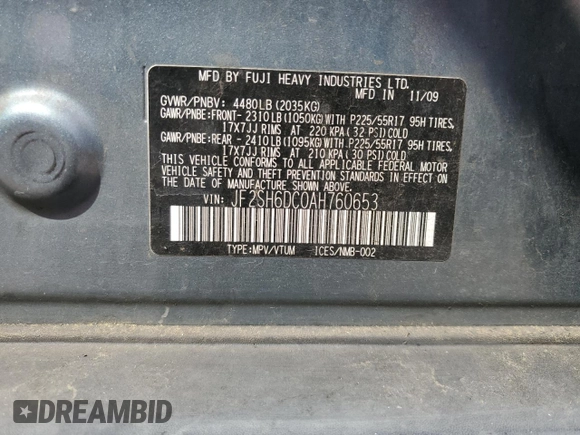 MFD BY FUJI HEAVY INDUSTRIES LTD.
MFD IN 11/09
GVWR/PNBV: 4480LB(2035KG)
GAWR/PNBE:FRONT- 2310LB(1050KG)WITH P225/55R17 95H TIRES,
17X7JJ RIMS AT 220 KPA(32 PSI)COLD
GAWR/PNBE:REAR - 2410LB(1095KG)WITH P225/55R17 95H TIRES,
17X7JJ RIMS AT 210 KPA(30 PSI)COLD
THIS VEHICLE CONFORMS TO ALL APPLICABLE FEDERAL MOTOR
VEHICLE SAFETY, BUMPER, AND THEFT PREVENTION STANDARDS
IN EFFECT ON THE DATE OF MANUFACTURE SHOWN ABOVE.
VIN: JF2SH6DC0AH760653
TYPE:MPV/VTUM ICES/NMB-002
DREAMBID